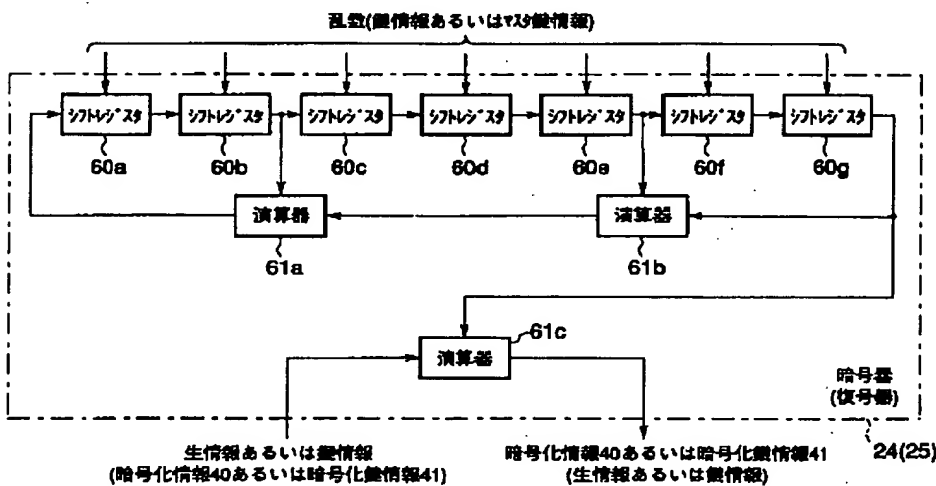 乱数(鍵情報あるいはマスタ鍵情報)
シフトレジスタ
シフトレジスタ
シフトレジスタ
シフトレジスタ
シフトレジスタ
シフトレジスタ
シフトレジスタ
60a
60b
60c
60d
60e
60f
60g
演算器
演算器
61a
61b
61c
演算器
暗号器
(復号器)
生情報あるいは鍵情報
(暗号化情報40あるいは暗号化鍵情報41)
暗号化情報40あるいは暗号化鍵情報41
(生情報あるいは鍵情報)
24(25)